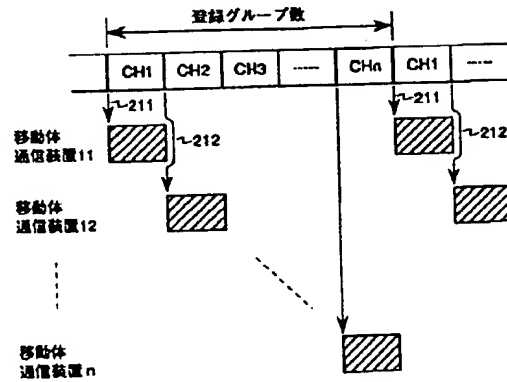 登録グループ数
CH1 CH2 CH3 ----- CHn CH1 -----
211 211
212 212
移動体
通信装置11
移動体
通信装置12
移動体
通信装置n